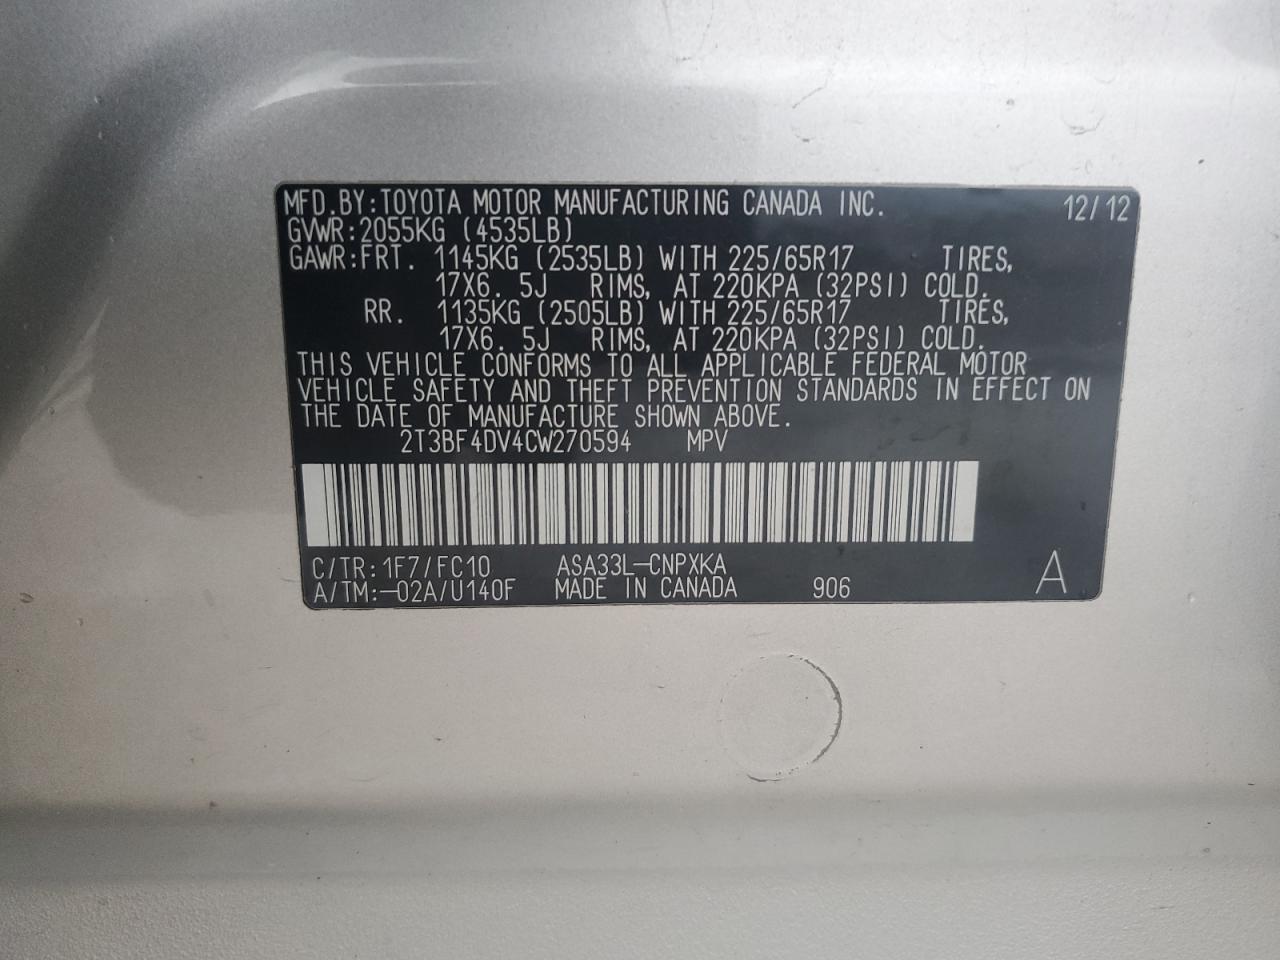 MFD.BY:TOYOTA MOTOR MANUFACTURING CANADA INC. 12/12
GVWR:2055KG (4535LB)
GAWR:FRT. 1145KG (2535LB) WITH 225/65R17 TIRES,
17X6. 5J RIMS, AT 220KPA (32PSI) COLD.
RR. 1135KG (2505LB) WITH 225/65R17 TIRES,
17X6. 5J RIMS, AT 220KPA (32PSI) COLD.
THIS VEHICLE CONFORMS TO ALL APPLICABLE FEDERAL MOTOR
VEHICLE SAFETY AND THEFT PREVENTION STANDARDS IN EFFECT ON
THE DATE OF MANUFACTURE SHOWN ABOVE.
2T3BF4DV4CW270594 MPV
C/TR:1F7/FC10 ASA33L-CNPXKA
A/TM:-02A/U140F MADE IN CANADA 906 A